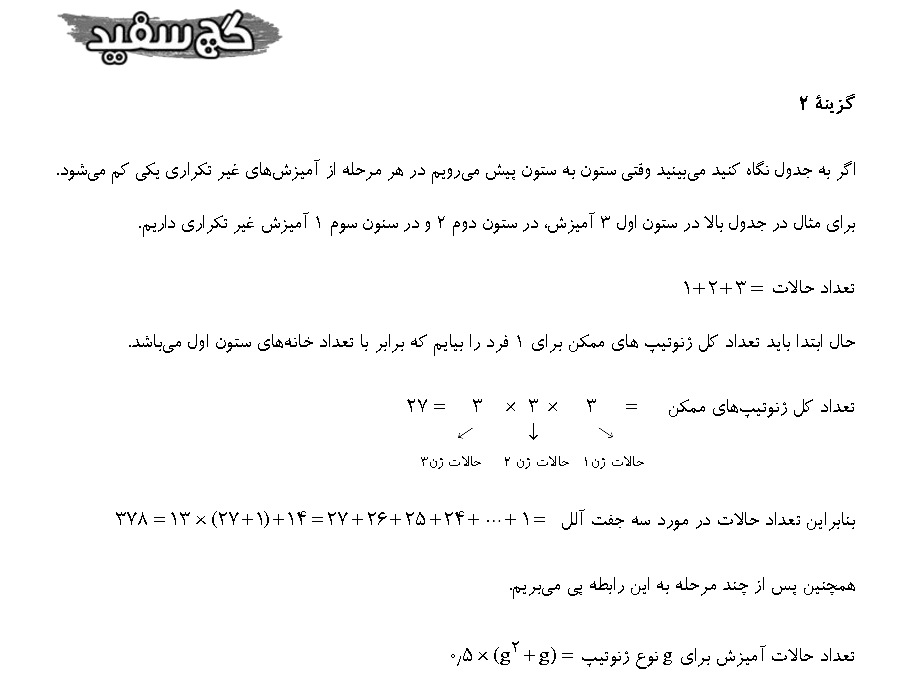 گچ سفید
گزینهٔ ۲
اگر به جدول نگاه کنید می‌بینید وقتی ستون به ستون پیش می‌رویم در هر مرحله از آمیزش‌های غیر تکراری یکی کم می‌شود.
برای مثال در جدول بالا در ستون اول ۳ آمیزش، در ستون دوم ۲ و در ستون سوم ۱ آمیزش غیر تکراری داریم.
تعداد حالات = ۱+۲+۳
حال ابتدا باید تعداد کل ژنوتیپ های ممکن برای ۱ فرد را بیایم که برابر با تعداد خانه‌های ستون اول می‌باشد.
تعداد کل ژنوتیپ‌های ممکن = ۳ × ۳ × ۳ = ۲۷
حالات ژن۱ حالات ژن ۲ حالات ژن۳
بنابراین تعداد حالات در مورد سه جفت آلل = ۲۷+۲۶+۲۵+۲۴+ ... + ۱ = ۱۳ × (۲۷+۱)+۱۴ = ۳۷۸
همچنین پس از چند مرحله به این رابطه پی می‌بریم.
تعداد حالات آمیزش برای g نوع ژنوتیپ = ۰٫۵ × (g۲ + g)